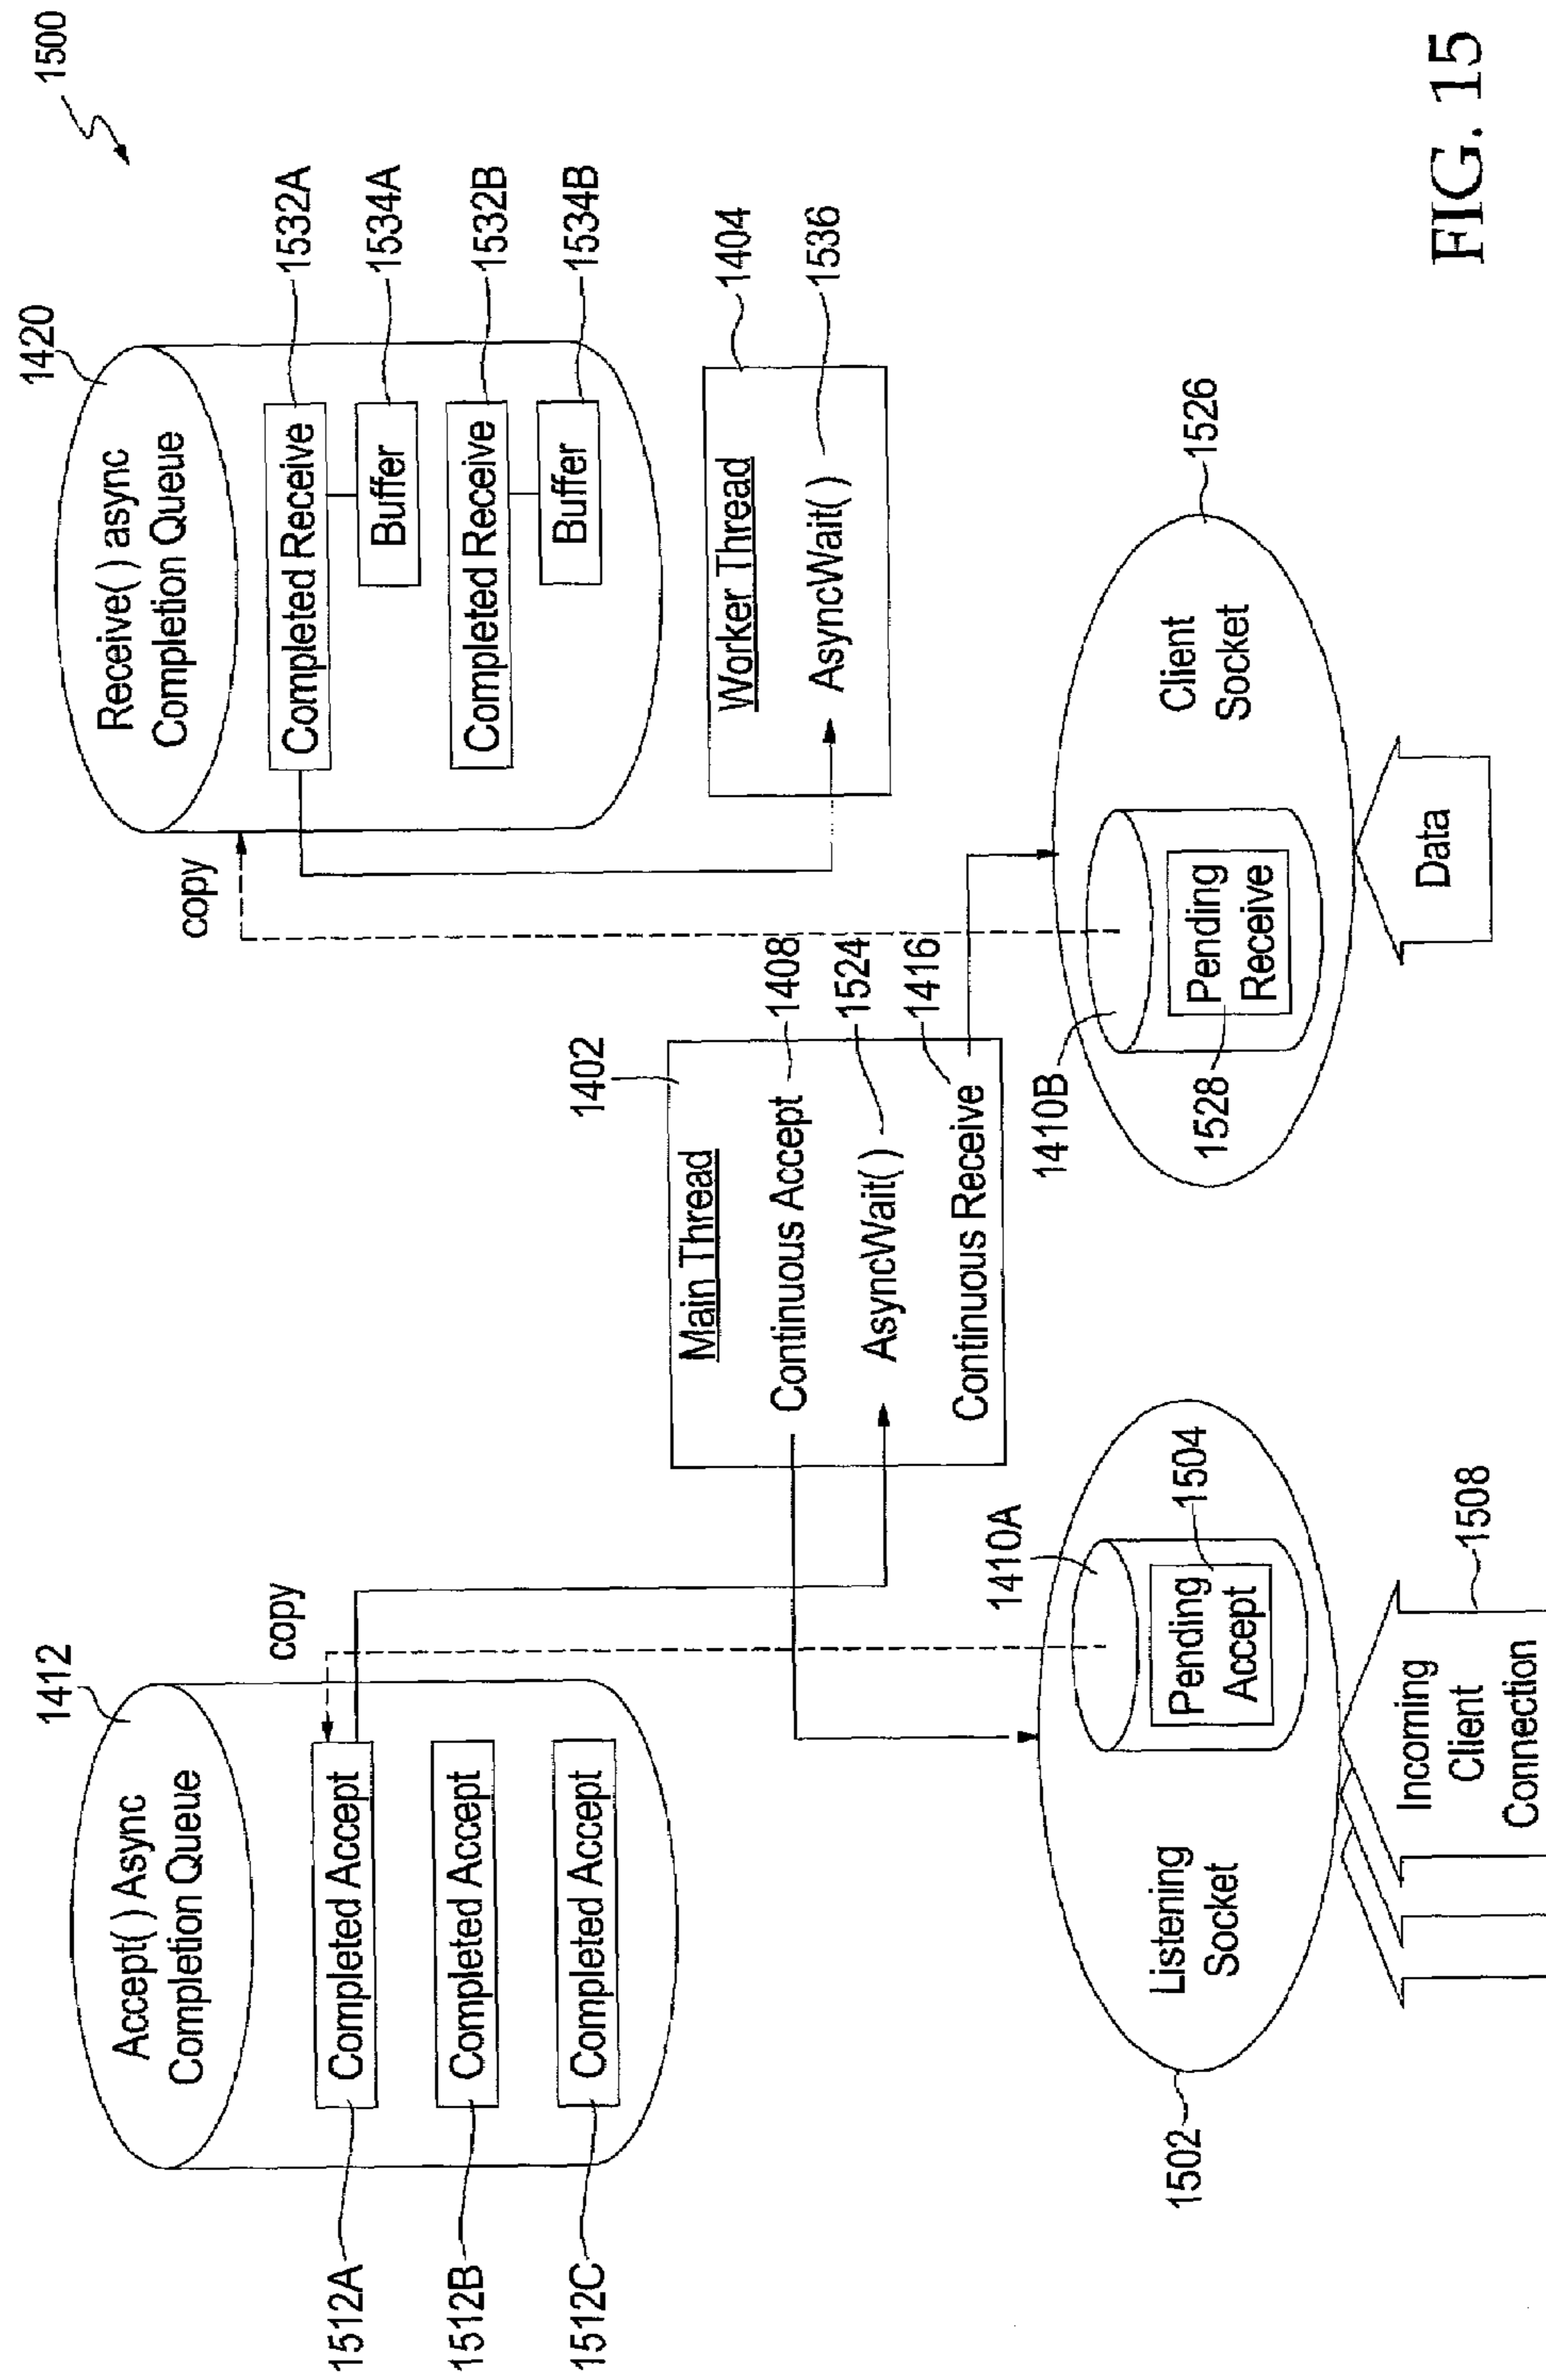 1500
1412
Accept( ) Async
Completion Queue
copy
1512A
Completed Accept
1512B
Completed Accept
1512C
Completed Accept
1420
Receive( ) async
Completion Queue
copy
Completed Receive
1532A
Buffer
1534A
Completed Receive
1532B
Buffer
1534B
1402
Main Thread
Continuous Accept
1408
AsyncWait( )
1524
Continuous Receive
1416
Worker Thread
1404
AsyncWait( )
1536
1502
Listening
Socket
1410A
Pending
Accept
1504
Incoming
Client
Connection
1508
1410B
Pending
Receive
1528
Client
Socket
1526
Data
FIG. 15